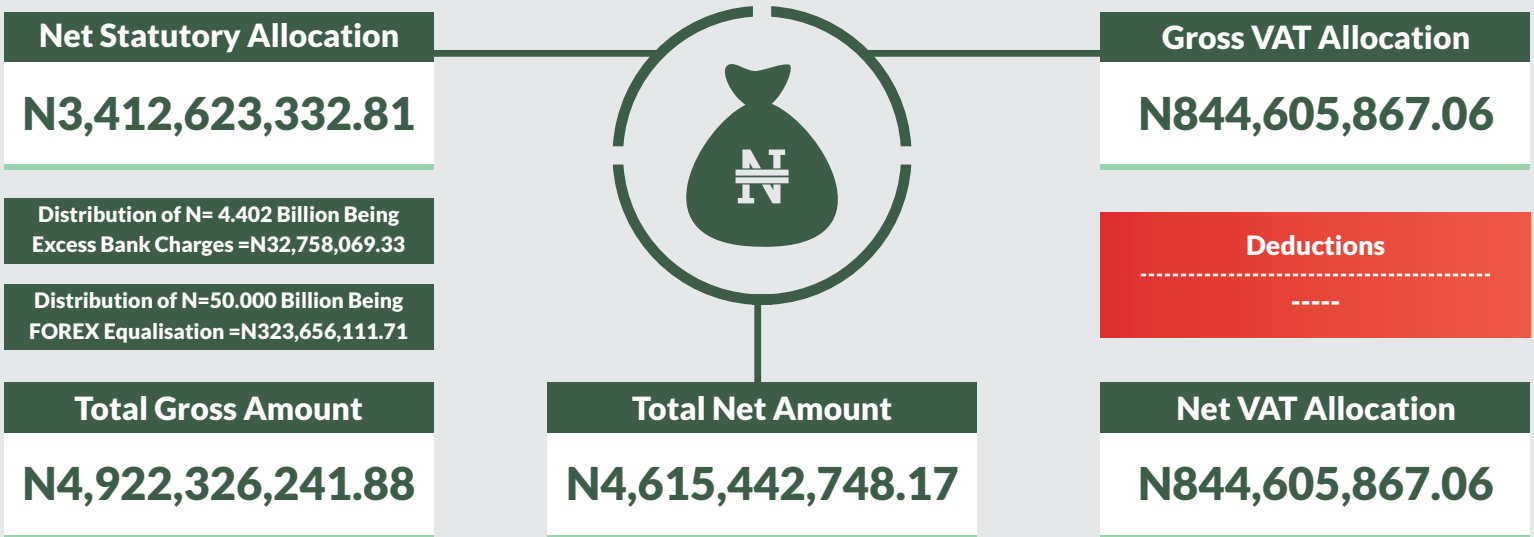 Net Statutory Allocation
N3,412,623,332.81
Distribution of N= 4.402 Billion Being
Excess Bank Charges =N32,758,069.33
Distribution of N=50.000 Billion Being
FOREX Equalisation =N323,656,111.71
Total Gross Amount
N4,922,326,241.88
₦
Total Net Amount
N4,615,442,748.17
Gross VAT Allocation
N844,605,867.06
Deductions
-----
Net VAT Allocation
N844,605,867.06